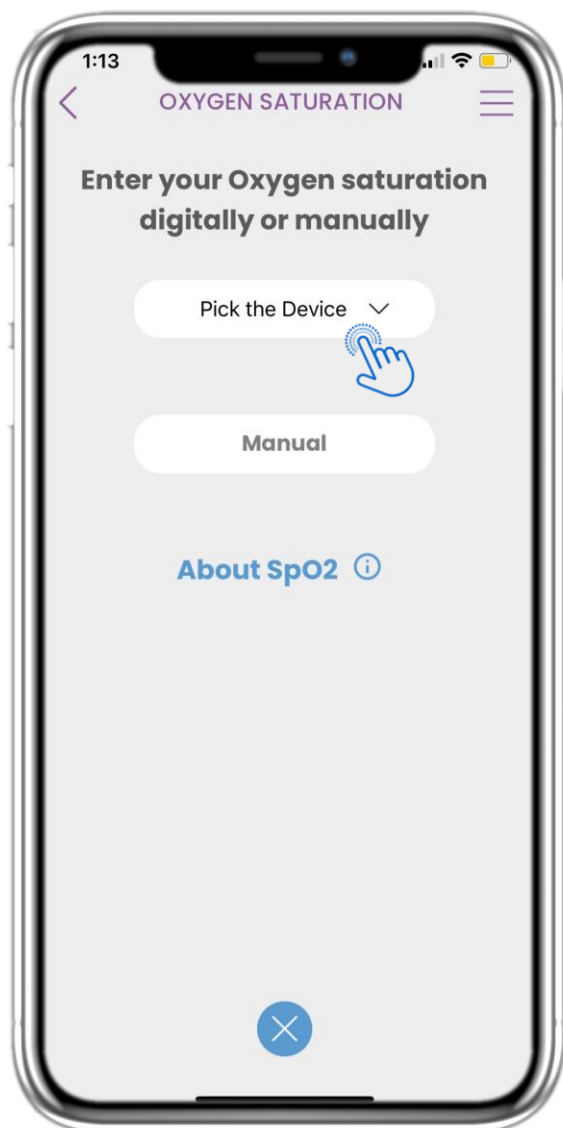 1:13
OXYGEN SATURATION
Enter your Oxygen saturation
digitally or manually
Pick the Device
Manual
About SpO2